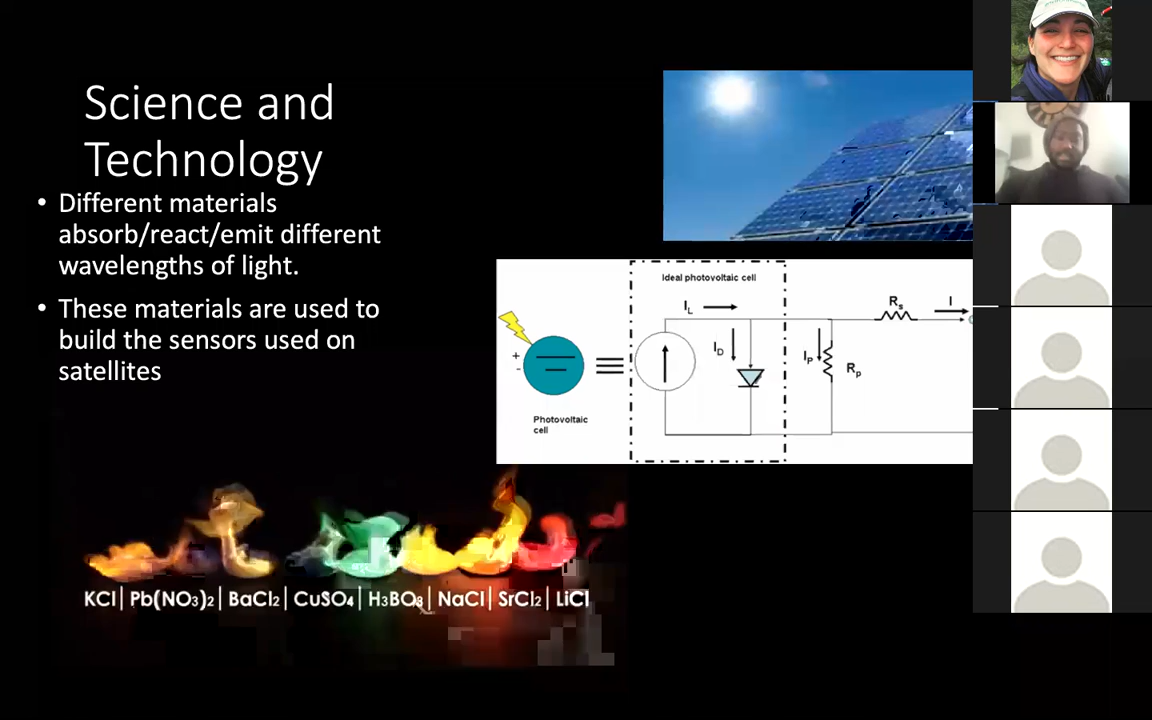 Science and
Technology
• Different materials
absorb/react/emit different
wavelengths of light.
• These materials are used to
build the sensors used on
satellites
Ideal photovoltaic cell
IL
ID
IP
Rp
Rs
I
+
-
Photovoltaic
cell
KCl| Pb(NO3)2 | BaCl2 | CuSO4 | H3BO3 | NaCl | SrCl2 | LiCl